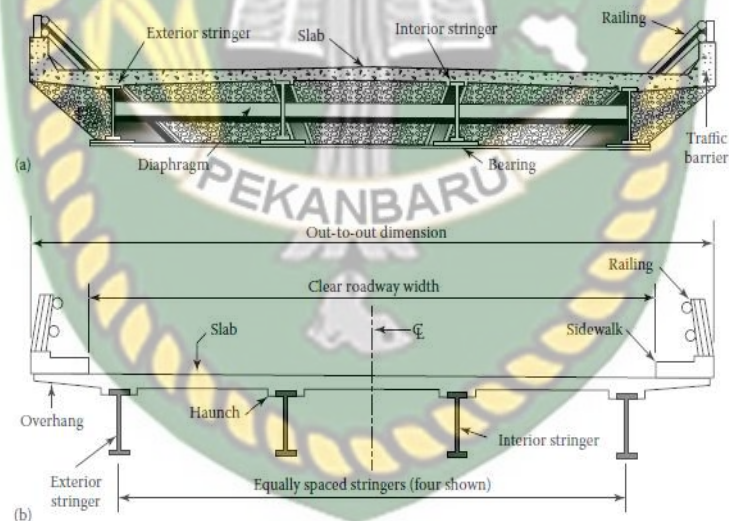 Exterior stringer
Slab
Interior stringer
Railing
Traffic
barrier
Diaphragm
Bearing
(a)
PEKANBARU
Out-to-out dimension
Clear roadway width
Railing
Slab
℄
Sidewalk
Overhang
Haunch
Interior stringer
Exterior
stringer
Equally spaced stringers (four shown)
(b)